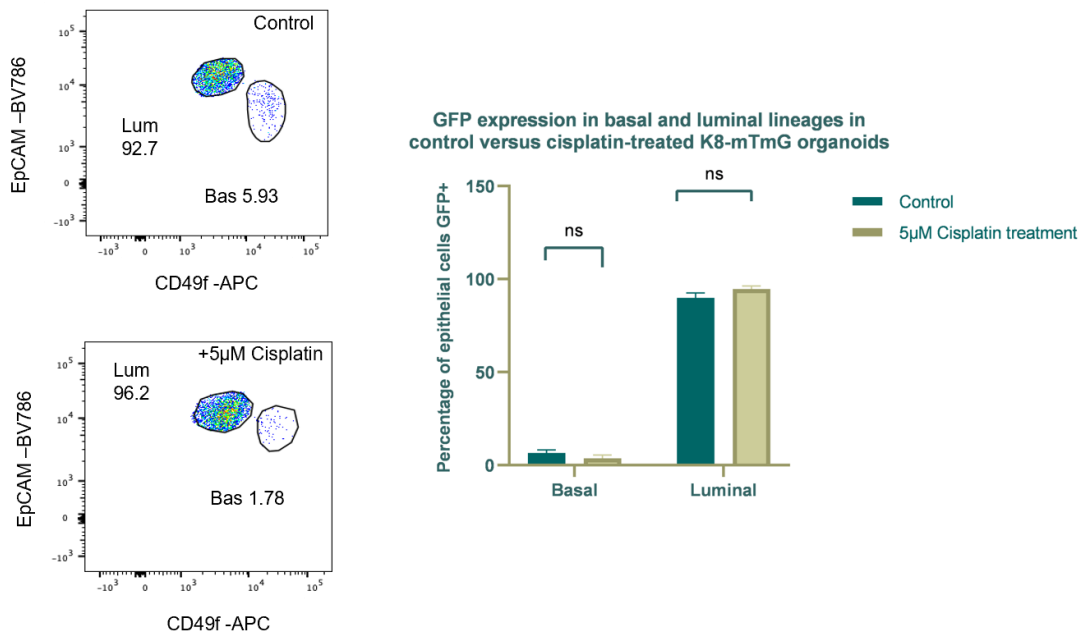 Control
EpCAM –BV786
10⁵
10⁴
10³
0
-10³
Lum
92.7
Bas 5.93
-10³ 0 10³ 10⁴ 10⁵
CD49f -APC
+5µM Cisplatin
EpCAM –BV786
10⁵
10⁴
10³
0
-10³
Lum
96.2
Bas 1.78
-10³ 0 10³ 10⁴ 10⁵
CD49f -APC
GFP expression in basal and luminal lineages in
control versus cisplatin-treated K8-mTmG organoids
Percentage of epithelial cells GFP+
150
100
50
0
ns
ns
Basal Luminal
Control
5µM Cisplatin treatment